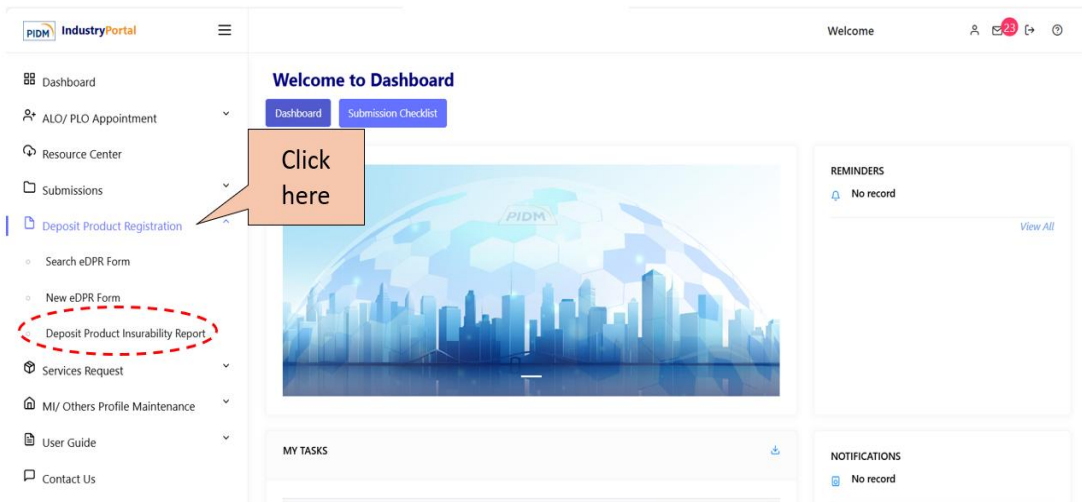 PIDM IndustryPortal
Welcome
23
Dashboard
ALO/ PLO Appointment
Resource Center
Submissions
Deposit Product Registration
Search eDPR Form
New eDPR Form
Deposit Product Insurability Report
Services Request
MI/ Others Profile Maintenance
User Guide
Contact Us
Welcome to Dashboard
Dashboard
Submission Checklist
Click
here
PIDM
REMINDERS
No record
View All
MY TASKS
NOTIFICATIONS
No record